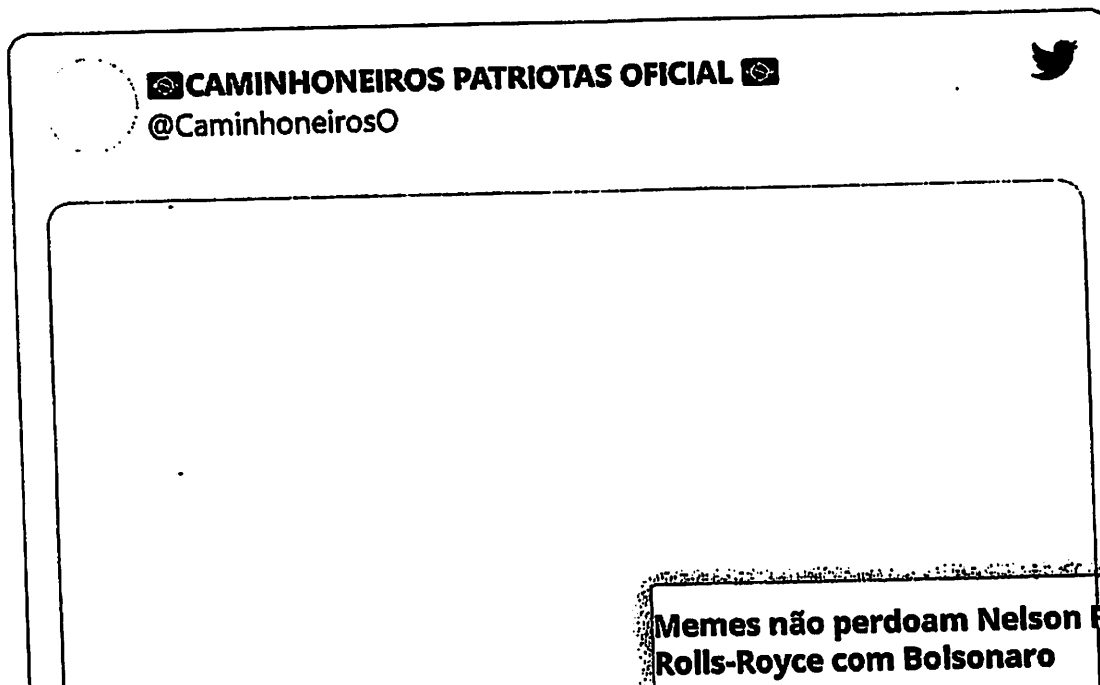 🇧🇷CAMINHONEIROS PATRIOTAS OFICIAL 🇧🇷
@CaminhoneirosO
Memes não perdoam Nelson
Rolls-Royce com Bolsonaro